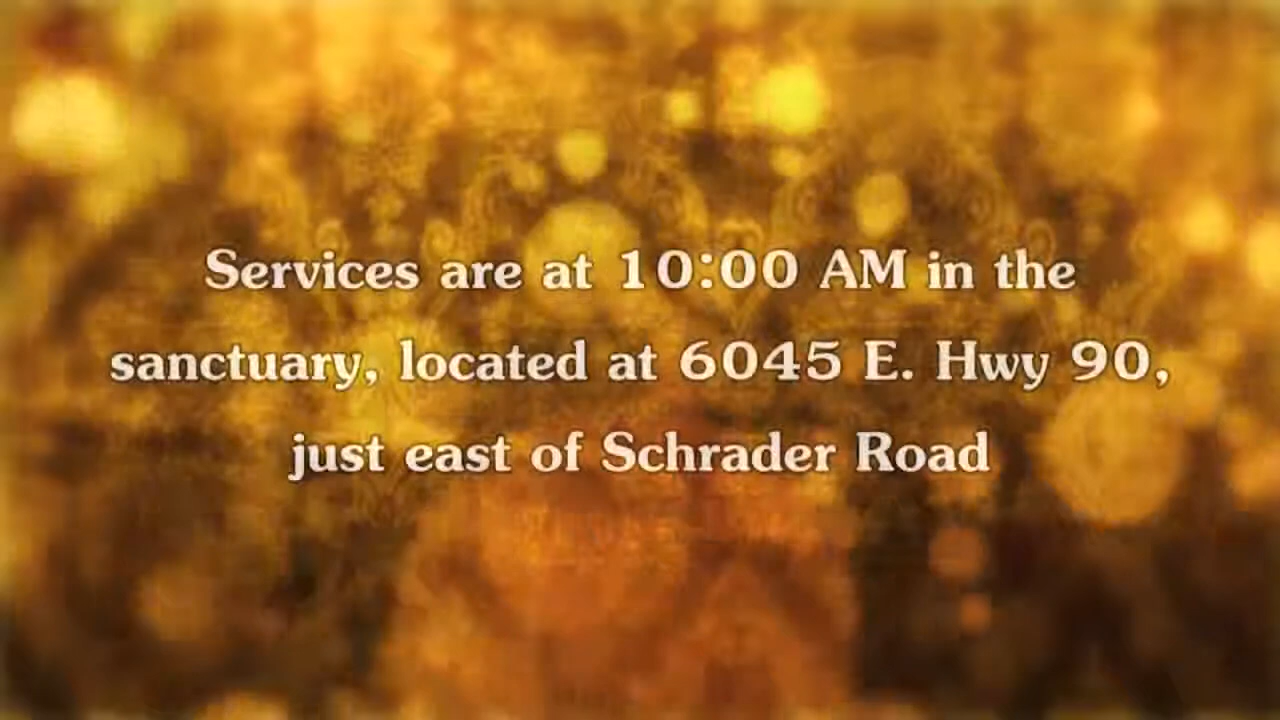 Services are at 10:00 AM in the
sanctuary, located at 6045 E. Hwy 90,
just east of Schrader Road